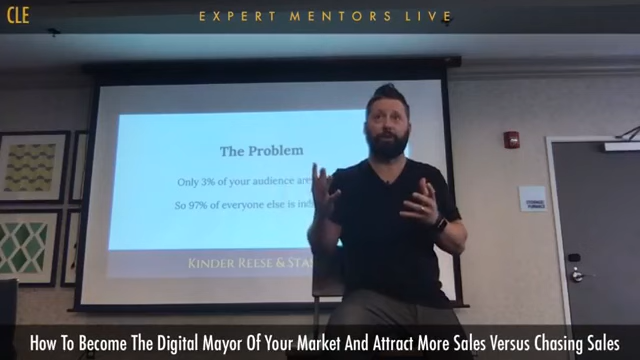 CLE
EXPERT MENTORS LIVE
The Problem
Only 3% of your audience are
So 97% of everyone else is
KINDER REESE &
How To Become The Digital Mayor Of Your Market And Attract More Sales Versus Chasing Sales